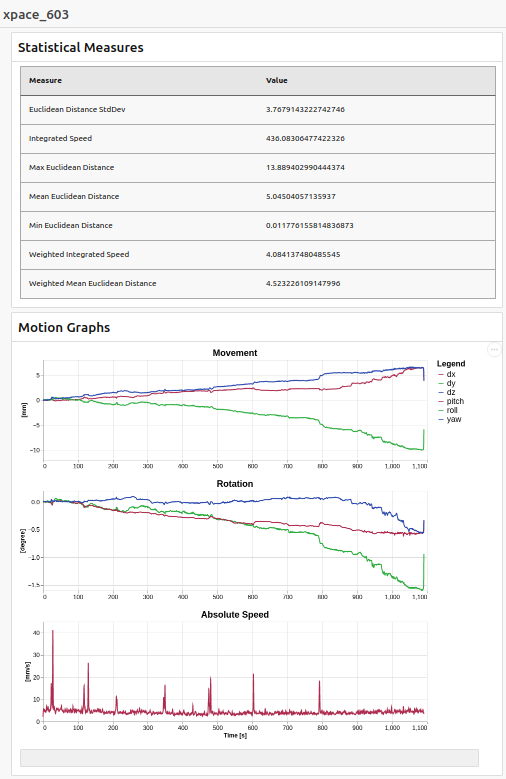 xpace_603
Statistical Measures
Measure Value
Euclidean Distance StdDev 3.7679143222742746
Integrated Speed 436.08306477422326
Max Euclidean Distance 13.889402990444374
Mean Euclidean Distance 5.04504057135937
Min Euclidean Distance 0.011776155814836873
Weighted Integrated Speed 4.084137480485545
Weighted Mean Euclidean Distance 4.523226109147996
Motion Graphs
Movement
[mm]
5
0
-5
-10
0 100 200 300 400 500 600 700 800 900 1,000 1,100
Legend
dx
dy
dz
pitch
roll
yaw
Rotation
[degree]
0.0
-0.5
-1.0
-1.5
0 100 200 300 400 500 600 700 800 900 1,000 1,100
Absolute Speed
[mm/s]
40
30
20
10
0
0 100 200 300 400 500 600 700 800 900 1,000 1,100
Time [s]